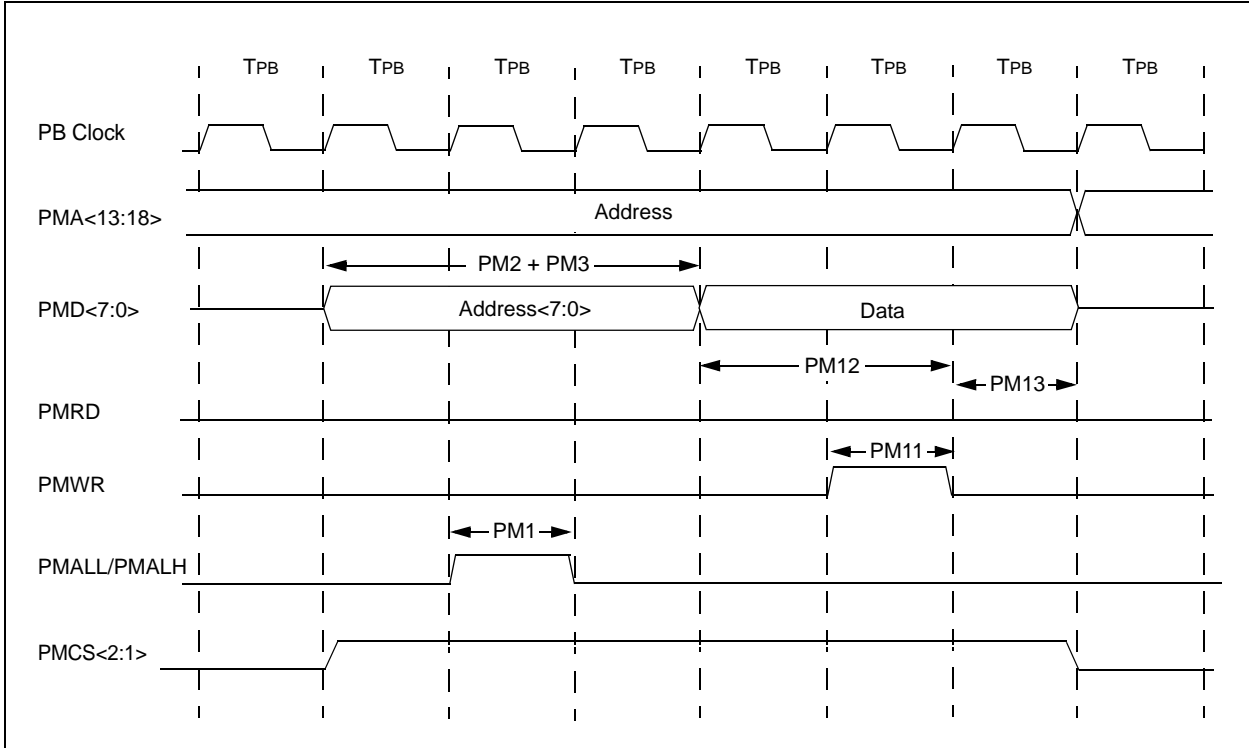 TPB TPB TPB TPB TPB TPB TPB TPB
PB Clock
PMA<13:18>
Address
PM2 + PM3
PMD<7:0>
Address<7:0>
Data
PM12
PM13
PMRD
PM11
PMWR
PM1
PMALL/PMALH
PMCS<2:1>